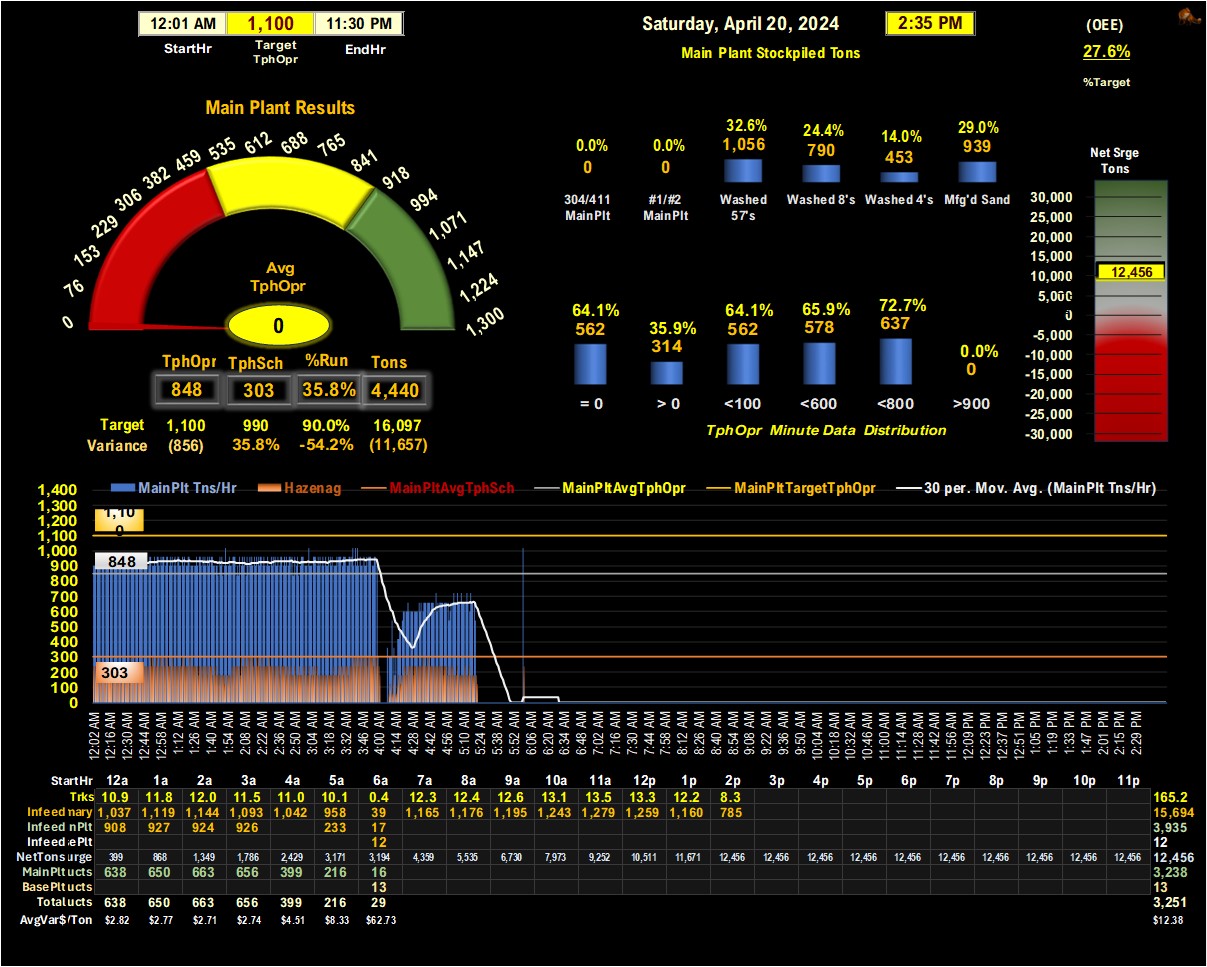 12:01 AM 1,100 11:30 PM
StartHr Target TphOpr EndHr
Saturday, April 20, 2024 2:35 PM
Main Plant Stockpiled Tons
(OEE)
27.6%
%Target
Main Plant Results
0 76 153 229 306 382 459 535 612 688 765 841 918 994 1,071 1,147 1,224 1,300
Avg
TphOpr
0
TphOpr TphSch %Run Tons
848 303 35.8% 4,440
Target 1,100 990 90.0% 16,097
Variance (856) 35.8% -54.2% (11,657)
0.0% 0.0% 32.6% 24.4% 14.0% 29.0%
0 0 1,056 790 453 939
304/411 MainPlt #1/#2 MainPlt Washed 57's Washed 8's Washed 4's Mfg'd Sand
64.1% 35.9% 64.1% 65.9% 72.7% 0.0%
562 314 562 578 637 0
= 0 > 0 <100 <600 <800 >900
TphOpr Minute Data Distribution
Net Srge
Tons
30,000
25,000
20,000
15,000
10,000
12,456
5,000
0
-5,000
-10,000
-15,000
-20,000
-25,000
-30,000
MainPlt Tns/Hr Hazenag MainPltAvgTphSch MainPltAvgTphOpr MainPltTargetTphOpr 30 per. Mov. Avg. (MainPlt Tns/Hr)
1,400
1,300
1,200
1,100
1,000
900
800
700
600
500
400
300
200
100
0
1,10
0
848
303
12:02 AM 12:16 AM 12:30 AM 12:44 AM 12:58 AM 1:12 AM 1:26 AM 1:40 AM 1:54 AM 2:08 AM 2:22 AM 2:36 AM 2:50 AM 3:04 AM 3:18 AM 3:32 AM 3:46 AM 4:00 AM 4:14 AM 4:28 AM 4:42 AM 4:56 AM 5:10 AM 5:24 AM 5:38 AM 5:52 AM 6:06 AM 6:20 AM 6:34 AM 6:48 AM 7:02 AM 7:16 AM 7:30 AM 7:44 AM 7:58 AM 8:12 AM 8:26 AM 8:40 AM 8:54 AM 9:08 AM 9:22 AM 9:36 AM 9:50 AM 10:04 AM 10:18 AM 10:32 AM 10:46 AM 11:00 AM 11:14 AM 11:28 AM 11:42 AM 11:56 AM 12:09 PM 12:23 PM 12:37 PM 12:51 PM 1:05 PM 1:19 PM 1:33 PM 1:47 PM 2:01 PM 2:15 PM 2:29 PM
StartHr 12a 1a 2a 3a 4a 5a 6a 7a 8a 9a 10a 11a 12p 1p 2p 3p 4p 5p 6p 7p 8p 9p 10p 11p
Trks 10.9 11.8 12.0 11.5 11.0 10.1 0.4 12.3 12.4 12.6 13.1 13.5 13.3 12.2 8.3 165.2
Infeed mary 1,037 1,119 1,144 1,093 1,042 958 39 1,165 1,176 1,195 1,243 1,279 1,259 1,160 785 15,694
Infeed nPlt 908 927 924 926 233 17 3,935
Infeed ePlt 12 12
NetTons urge 399 868 1,349 1,786 2,429 3,171 3,194 4,359 5,535 6,730 7,973 9,252 10,511 11,671 12,456 12,456 12,456 12,456 12,456 12,456 12,456 12,456 12,456 12,456 12,456
MainPlt ucts 638 650 663 656 399 216 16 3,238
BasePlt ucts 13 13
Total ucts 638 650 663 656 399 216 29 3,251
AvgVar$/Ton $2.82 $2.77 $2.71 $2.74 $4.51 $8.33 $62.73 $12.38